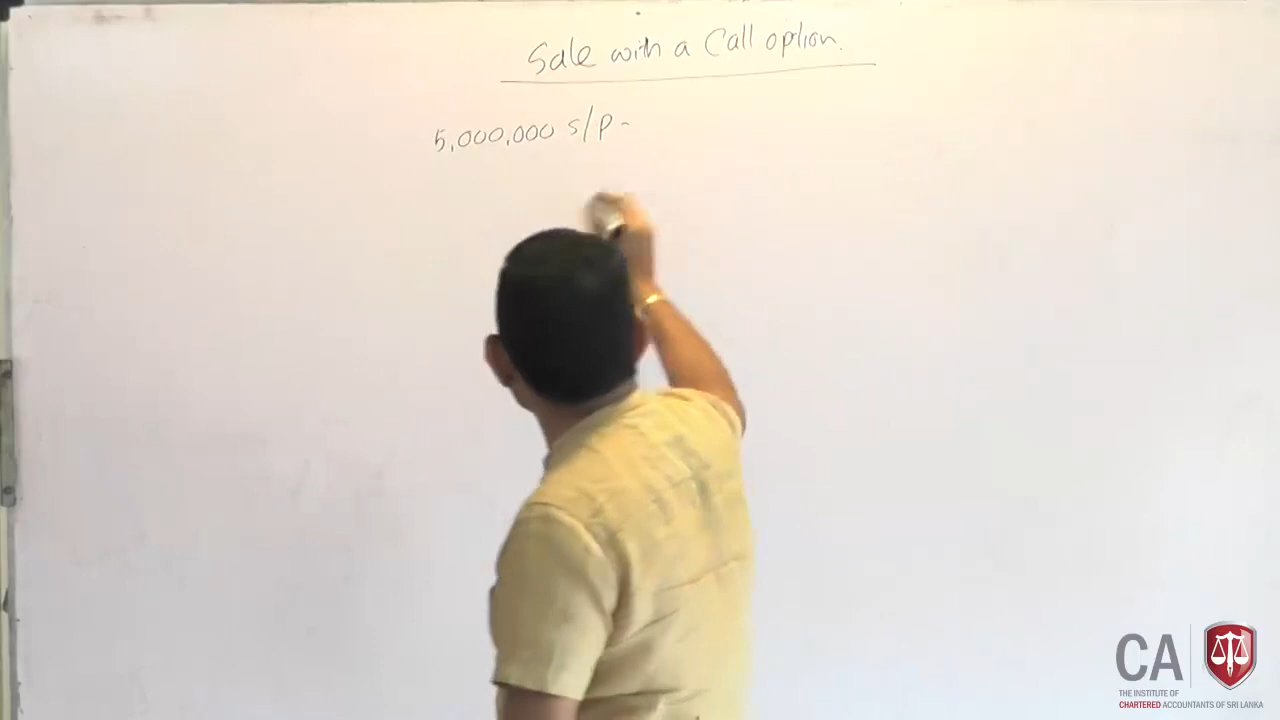 Sale with a Call option.
5,000,000 s/p -
CA
THE INSTITUTE OF
CHARTERED ACCOUNTANTS OF SRI LANKA